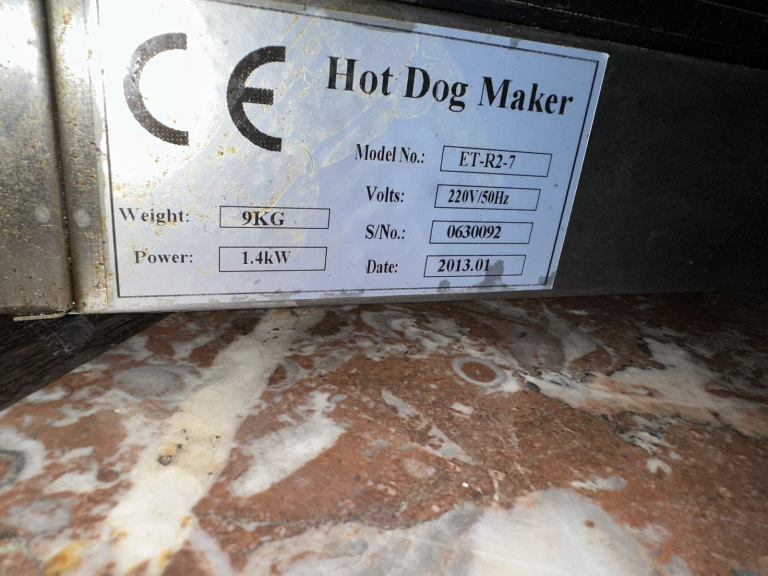 CE
Hot Dog Maker
Model No.: ET-R2-7
Volts: 220V/50Hz
Weight: 9KG
S/No.: 0630092
Power: 1.4kW
Date: 2013.01